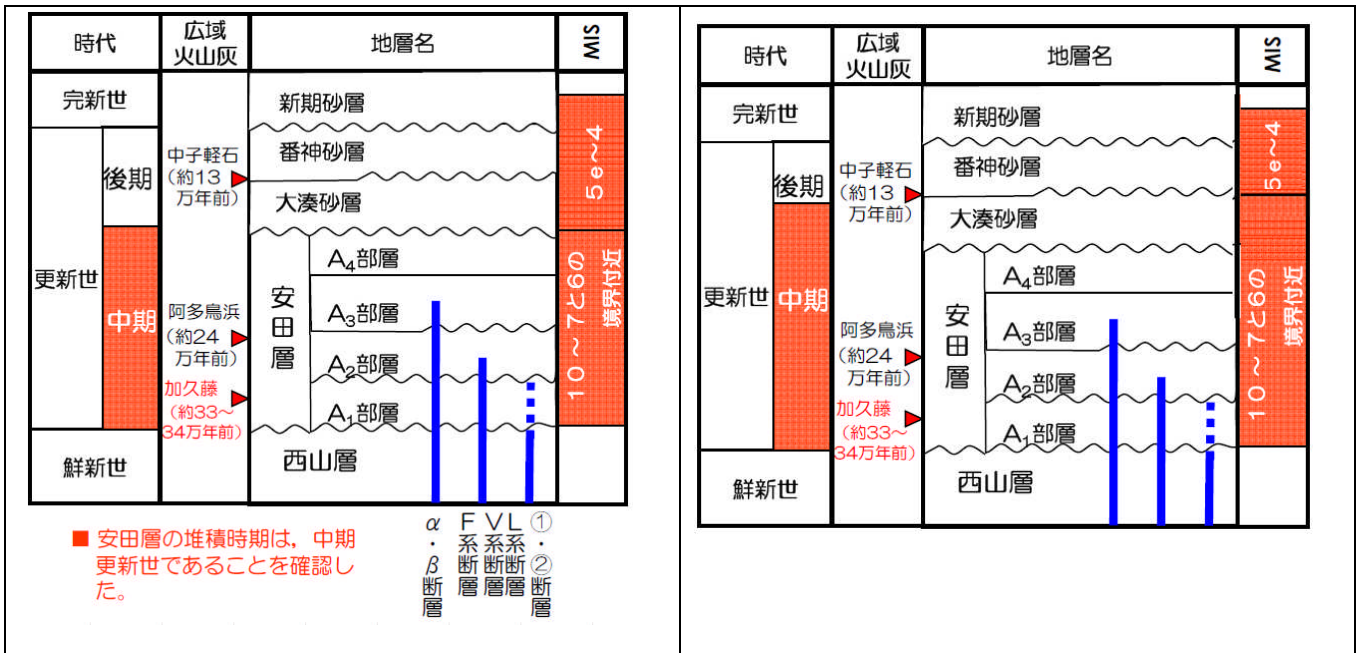 時代
広域
火山灰
地層名
MIS
完新世
更新世
後期
中期
鮮新世
中子軽石
(約13
万年前)
阿多鳥浜
(約24
万年前)
加久藤
(約33～
34万年前)
新期砂層
番神砂層
大湊砂層
安田層
A4部層
A3部層
A2部層
A1部層
西山層
5e～4
10～7と6の
境界付近
α・β断層
F系断層
V系断層
L系断層
①・②断層
■ 安田層の堆積時期は，中期
更新世であることを確認し
た。
時代
広域
火山灰
地層名
MIS
完新世
更新世
後期
中期
鮮新世
中子軽石
(約13
万年前)
阿多鳥浜
(約24
万年前)
加久藤
(約33～
34万年前)
新期砂層
番神砂層
大湊砂層
安田層
A4部層
A3部層
A2部層
A1部層
西山層
5e～4
10～7と6の
境界付近